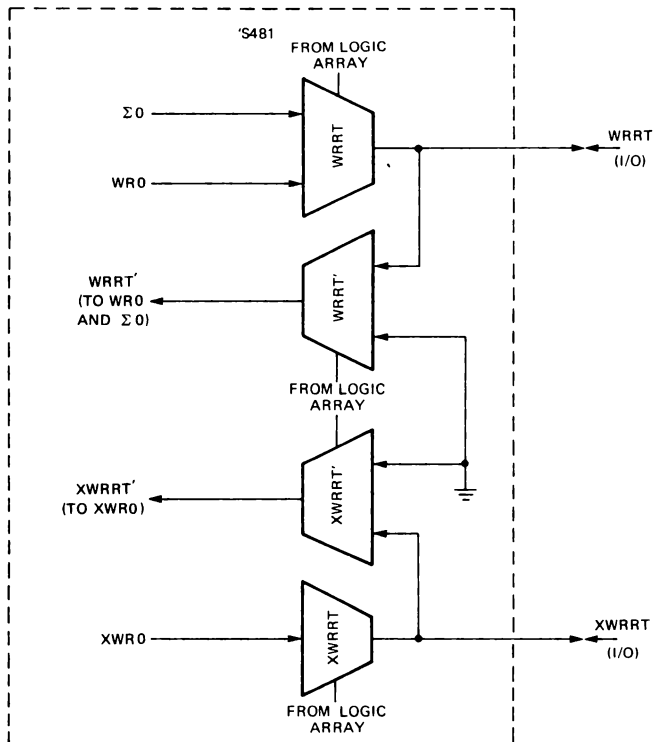 'S481
FROM LOGIC
ARRAY
Σ0
WRRT
WR0
WRRT
(I/O)
WRRT'
(TO WR0
AND Σ0)
WRRT'
FROM LOGIC
ARRAY
XWRRT'
(TO XWR0)
XWRRT'
XWR0
XWRRT
XWRRT
(I/O)
FROM LOGIC
ARRAY